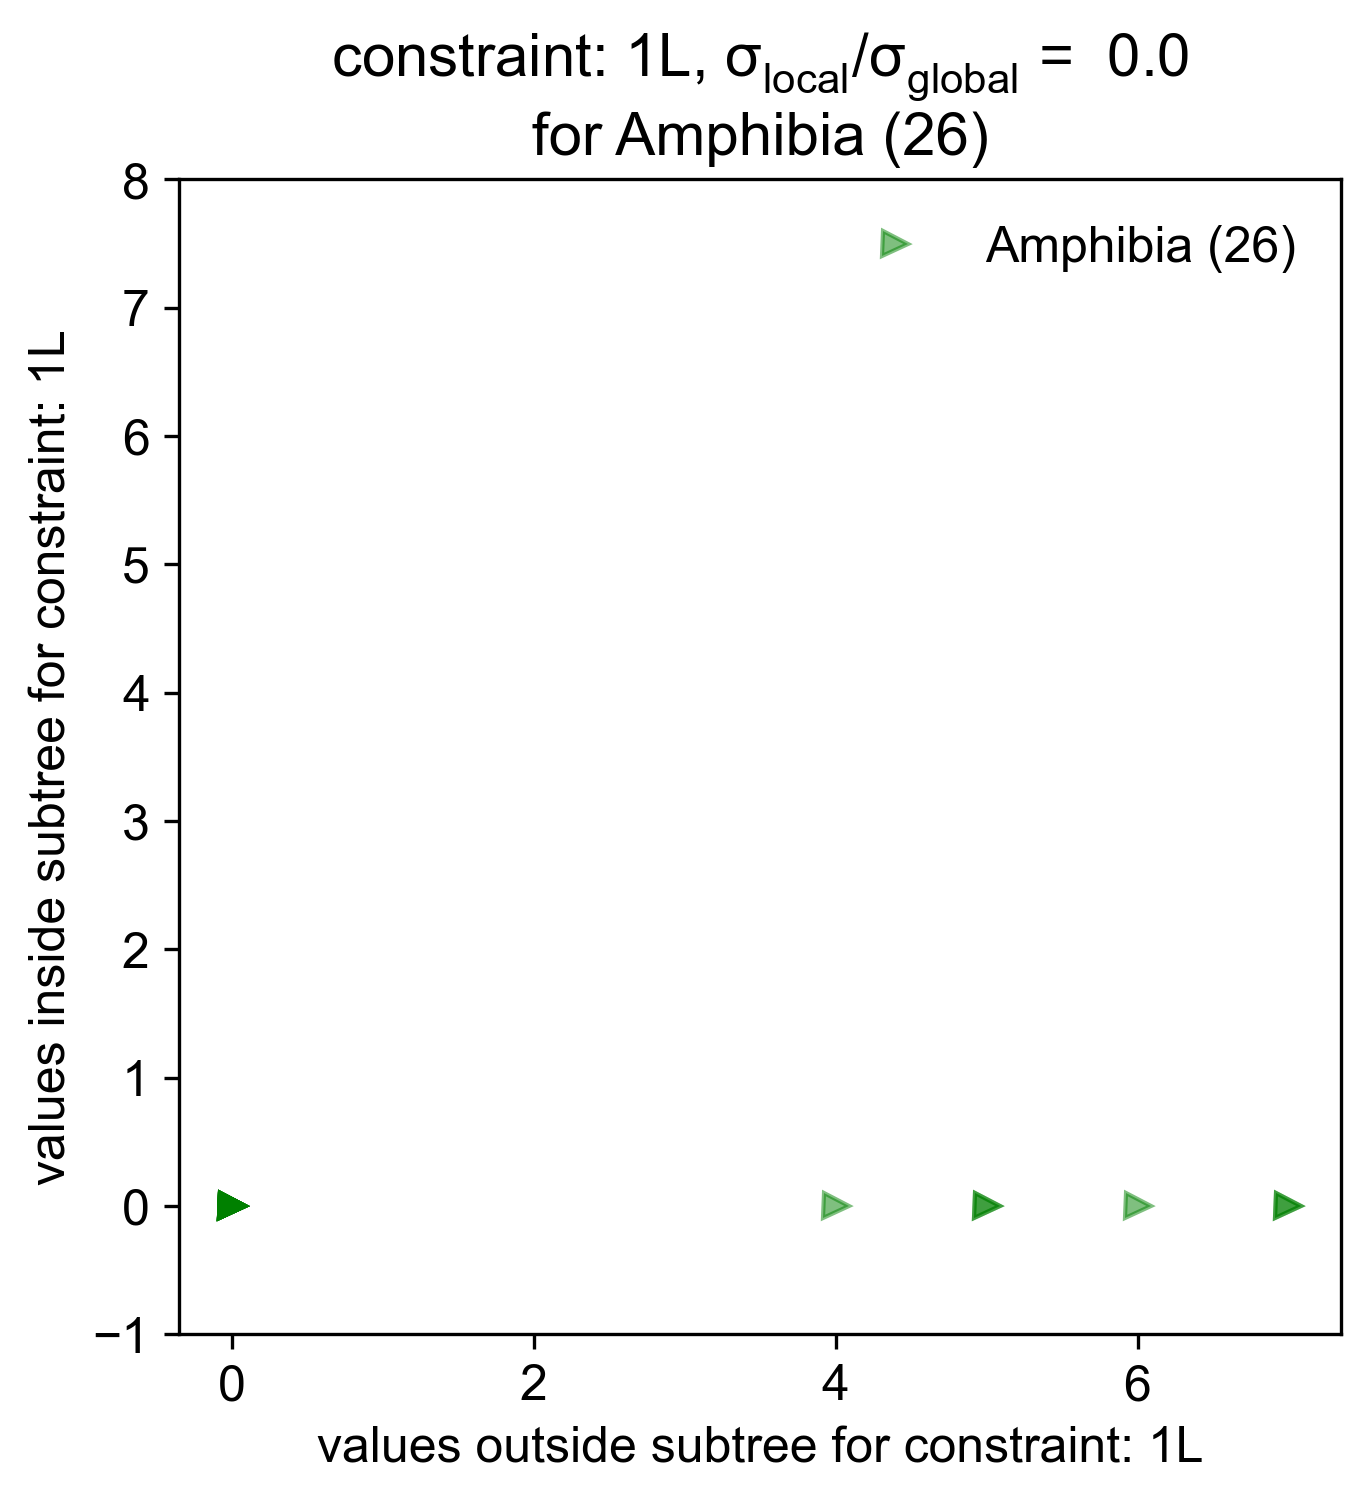 constraint: 1L, σlocal/σglobal = 0.0
for Amphibia (26)
8
7
6
5
4
3
2
1
0
−1
values inside subtree for constraint: 1L
Amphibia (26)
0 2 4 6
values outside subtree for constraint: 1L